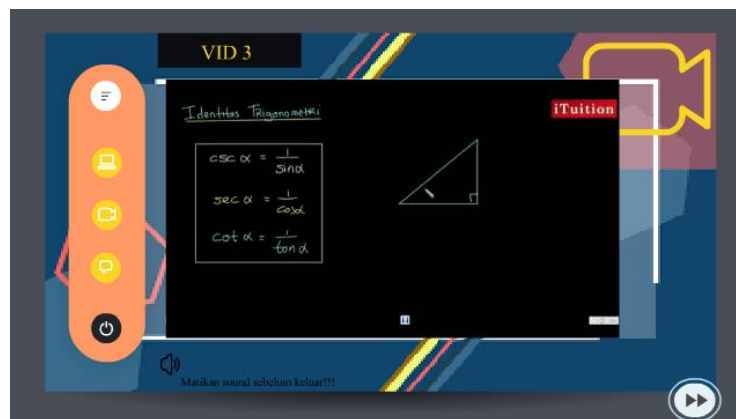 VID 3
Identitas Trigonometri
iTuition
csc α = 1/sin α
sec α = 1/cos α
cot α = 1/tan α
Matikan sound sebelum keluar!!!